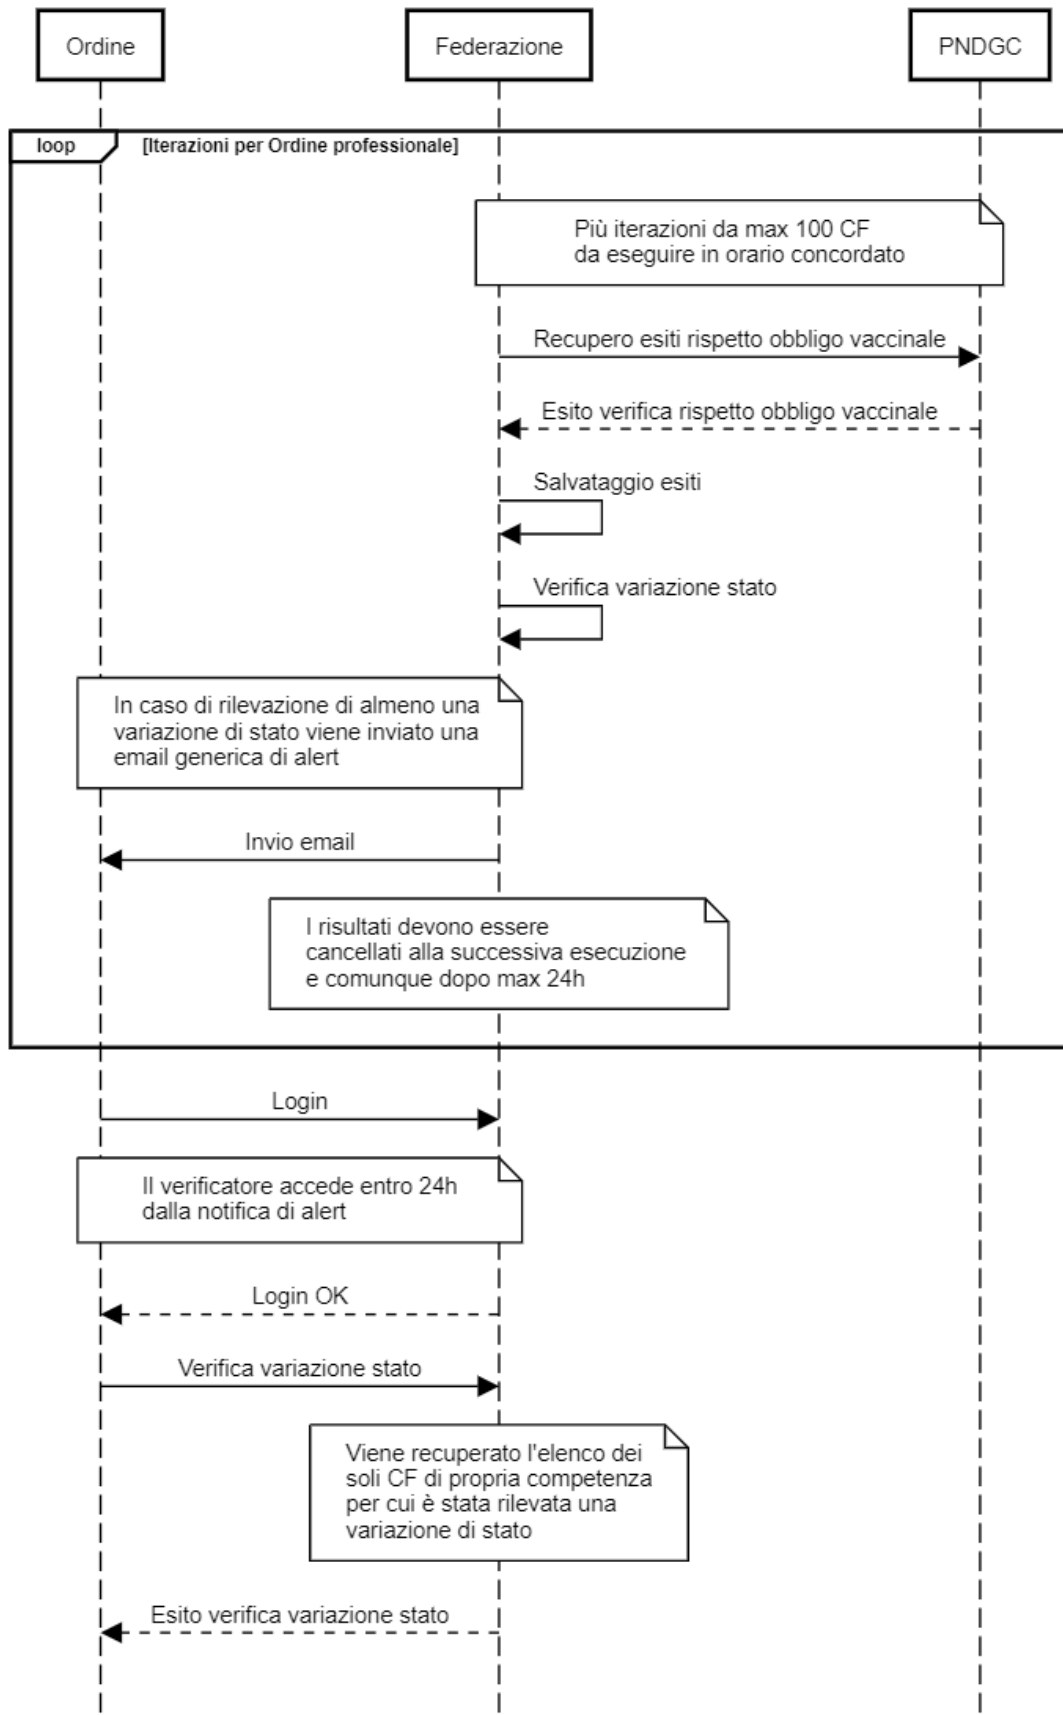 Ordine
Federazione
PNDGC
loop
[Iterazioni per Ordine professionale]
Più iterazioni da max 100 CF
da eseguire in orario concordato
Recupero esiti rispetto obbligo vaccinale
Esito verifica rispetto obbligo vaccinale
Salvataggio esiti
Verifica variazione stato
In caso di rilevazione di almeno una
variazione di stato viene inviato una
email generica di alert
Invio email
I risultati devono essere
cancellati alla successiva esecuzione
e comunque dopo max 24h
Login
Il verificatore accede entro 24h
dalla notifica di alert
Login OK
Verifica variazione stato
Viene recuperato l'elenco dei
soli CF di propria competenza
per cui è stata rilevata una
variazione di stato
Esito verifica variazione stato